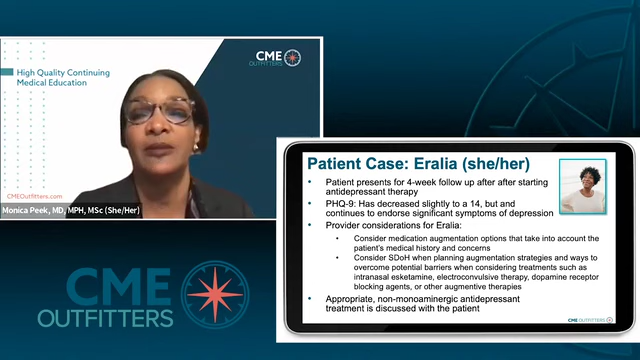 High Quality Continuing
Medical Education
CME
OUTFITTERS
CMEOutfitters.com
Monica Peek, MD, MPH, MSc (She/Her)
CME
OUTFITTERS
Patient Case: Eralia (she/her)
• Patient presents for 4-week follow up after after starting
antidepressant therapy
• PHQ-9: Has decreased slightly to a 14, but and
continues to endorse significant symptoms of depression
• Provider considerations for Eralia:
• Consider medication augmentation options that take into account the
patient's medical history and concerns
• Consider SDoH when planning augmentation strategies and ways to
overcome potential barriers when considering treatments such as
intranasal esketamine, electroconvulsive therapy, dopamine receptor
blocking agents, or other augmentive therapies
• Appropriate, non-monoaminergic antidepressant
treatment is discussed with the patient
CME OUTFITTERS